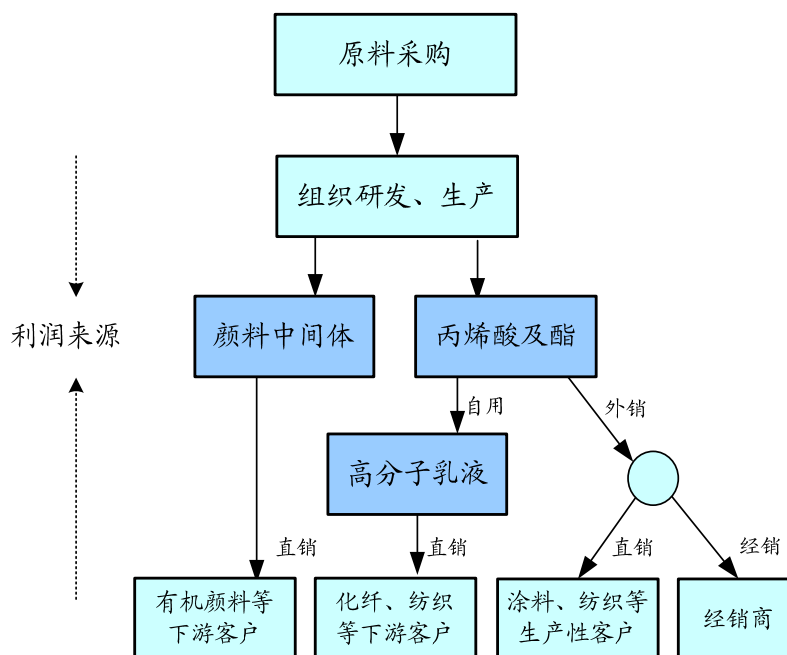 原料采购
组织研发、生产
利润来源
颜料中间体
丙烯酸及酯
自用
外销
高分子乳液
直销
直销
直销
经销
有机颜料等
下游客户
化纤、纺织
等下游客户
涂料、纺织等
生产性客户
经销商